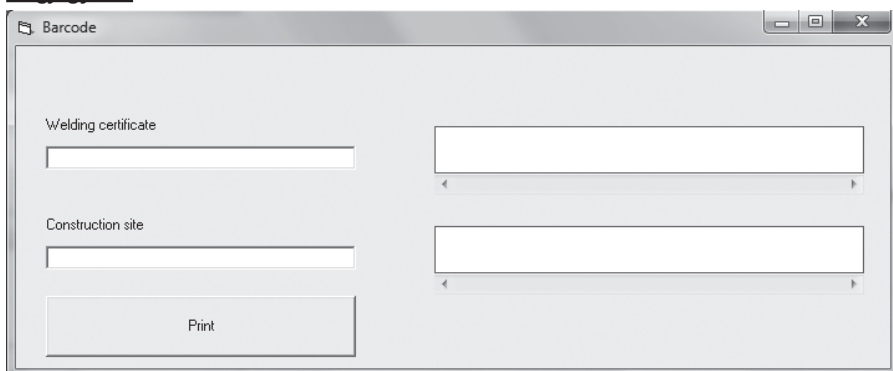 Barcode
Welding certificate
Construction site
Print